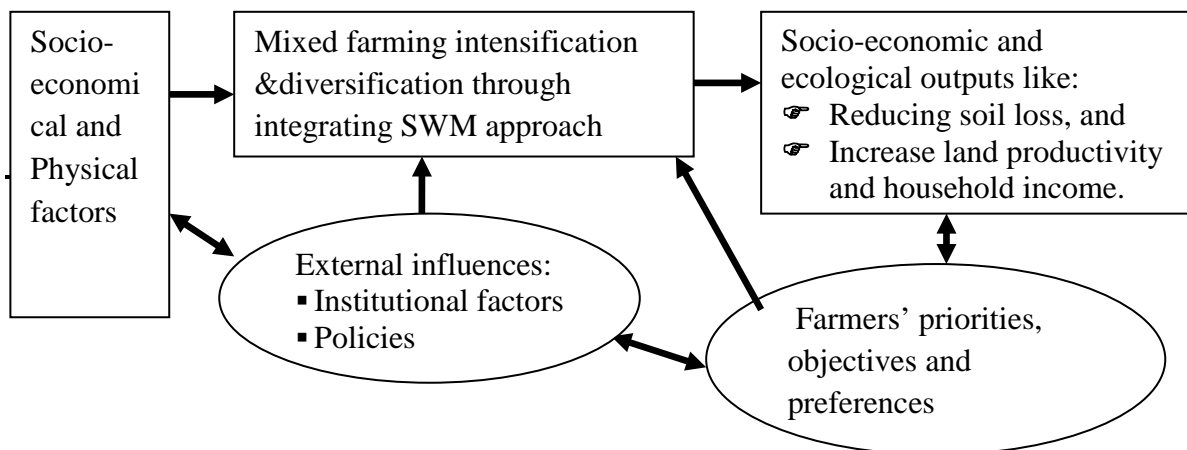 Socio-
economi
cal and
Physical
factors
Mixed farming intensification
&diversification through
integrating SWM approach
Socio-economic and
ecological outputs like:
☞ Reducing soil loss, and
☞ Increase land productivity
and household income.
External influences:
▪ Institutional factors
▪ Policies
Farmers’ priorities,
objectives and
preferences